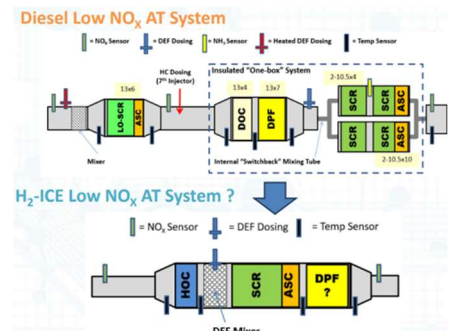 Diesel Low NOX AT System
= NOX Sensor = DEF Dosing = NH3 Sensor = Heated DEF Dosing = Temp Sensor
HC Dosing
(7th Injector)
Insulated "One-box" System
13x6
13x4 13x7
2-10.5x4
LO-SCR
ASC
DOC
DPF
SCR
SCR
ASC
SCR
SCR
ASC
Mixer
Internal "Switchback" Mixing Tube
2-10.5x10
H2-ICE Low NOX AT System ?
= NOX Sensor = DEF Dosing = Temp Sensor
HOC
SCR
ASC
DPF
?
DEF Mixer